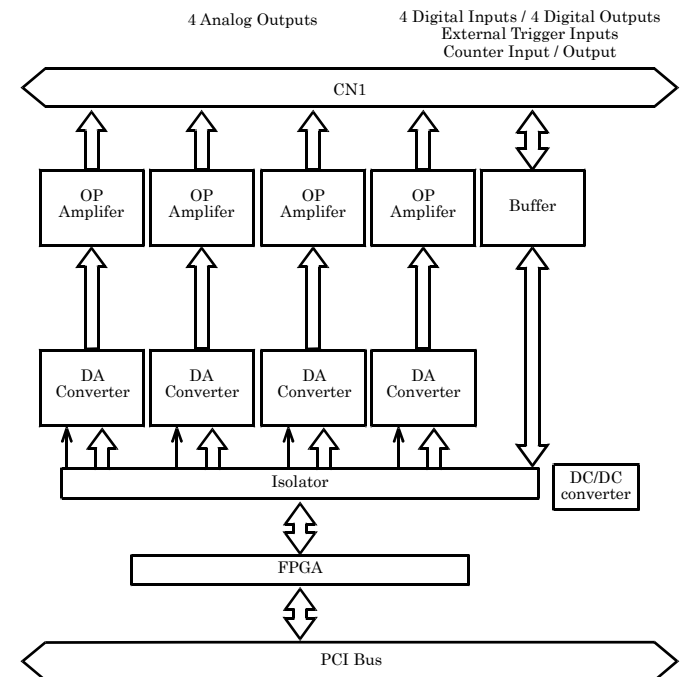 4 Analog Outputs
4 Digital Inputs / 4 Digital Outputs
External Trigger Inputs
Counter Input / Output
CN1
OP
Amplifer
OP
Amplifer
OP
Amplifer
OP
Amplifer
Buffer
DA
Converter
DA
Converter
DA
Converter
DA
Converter
Isolator
DC/DC
converter
FPGA
PCI Bus